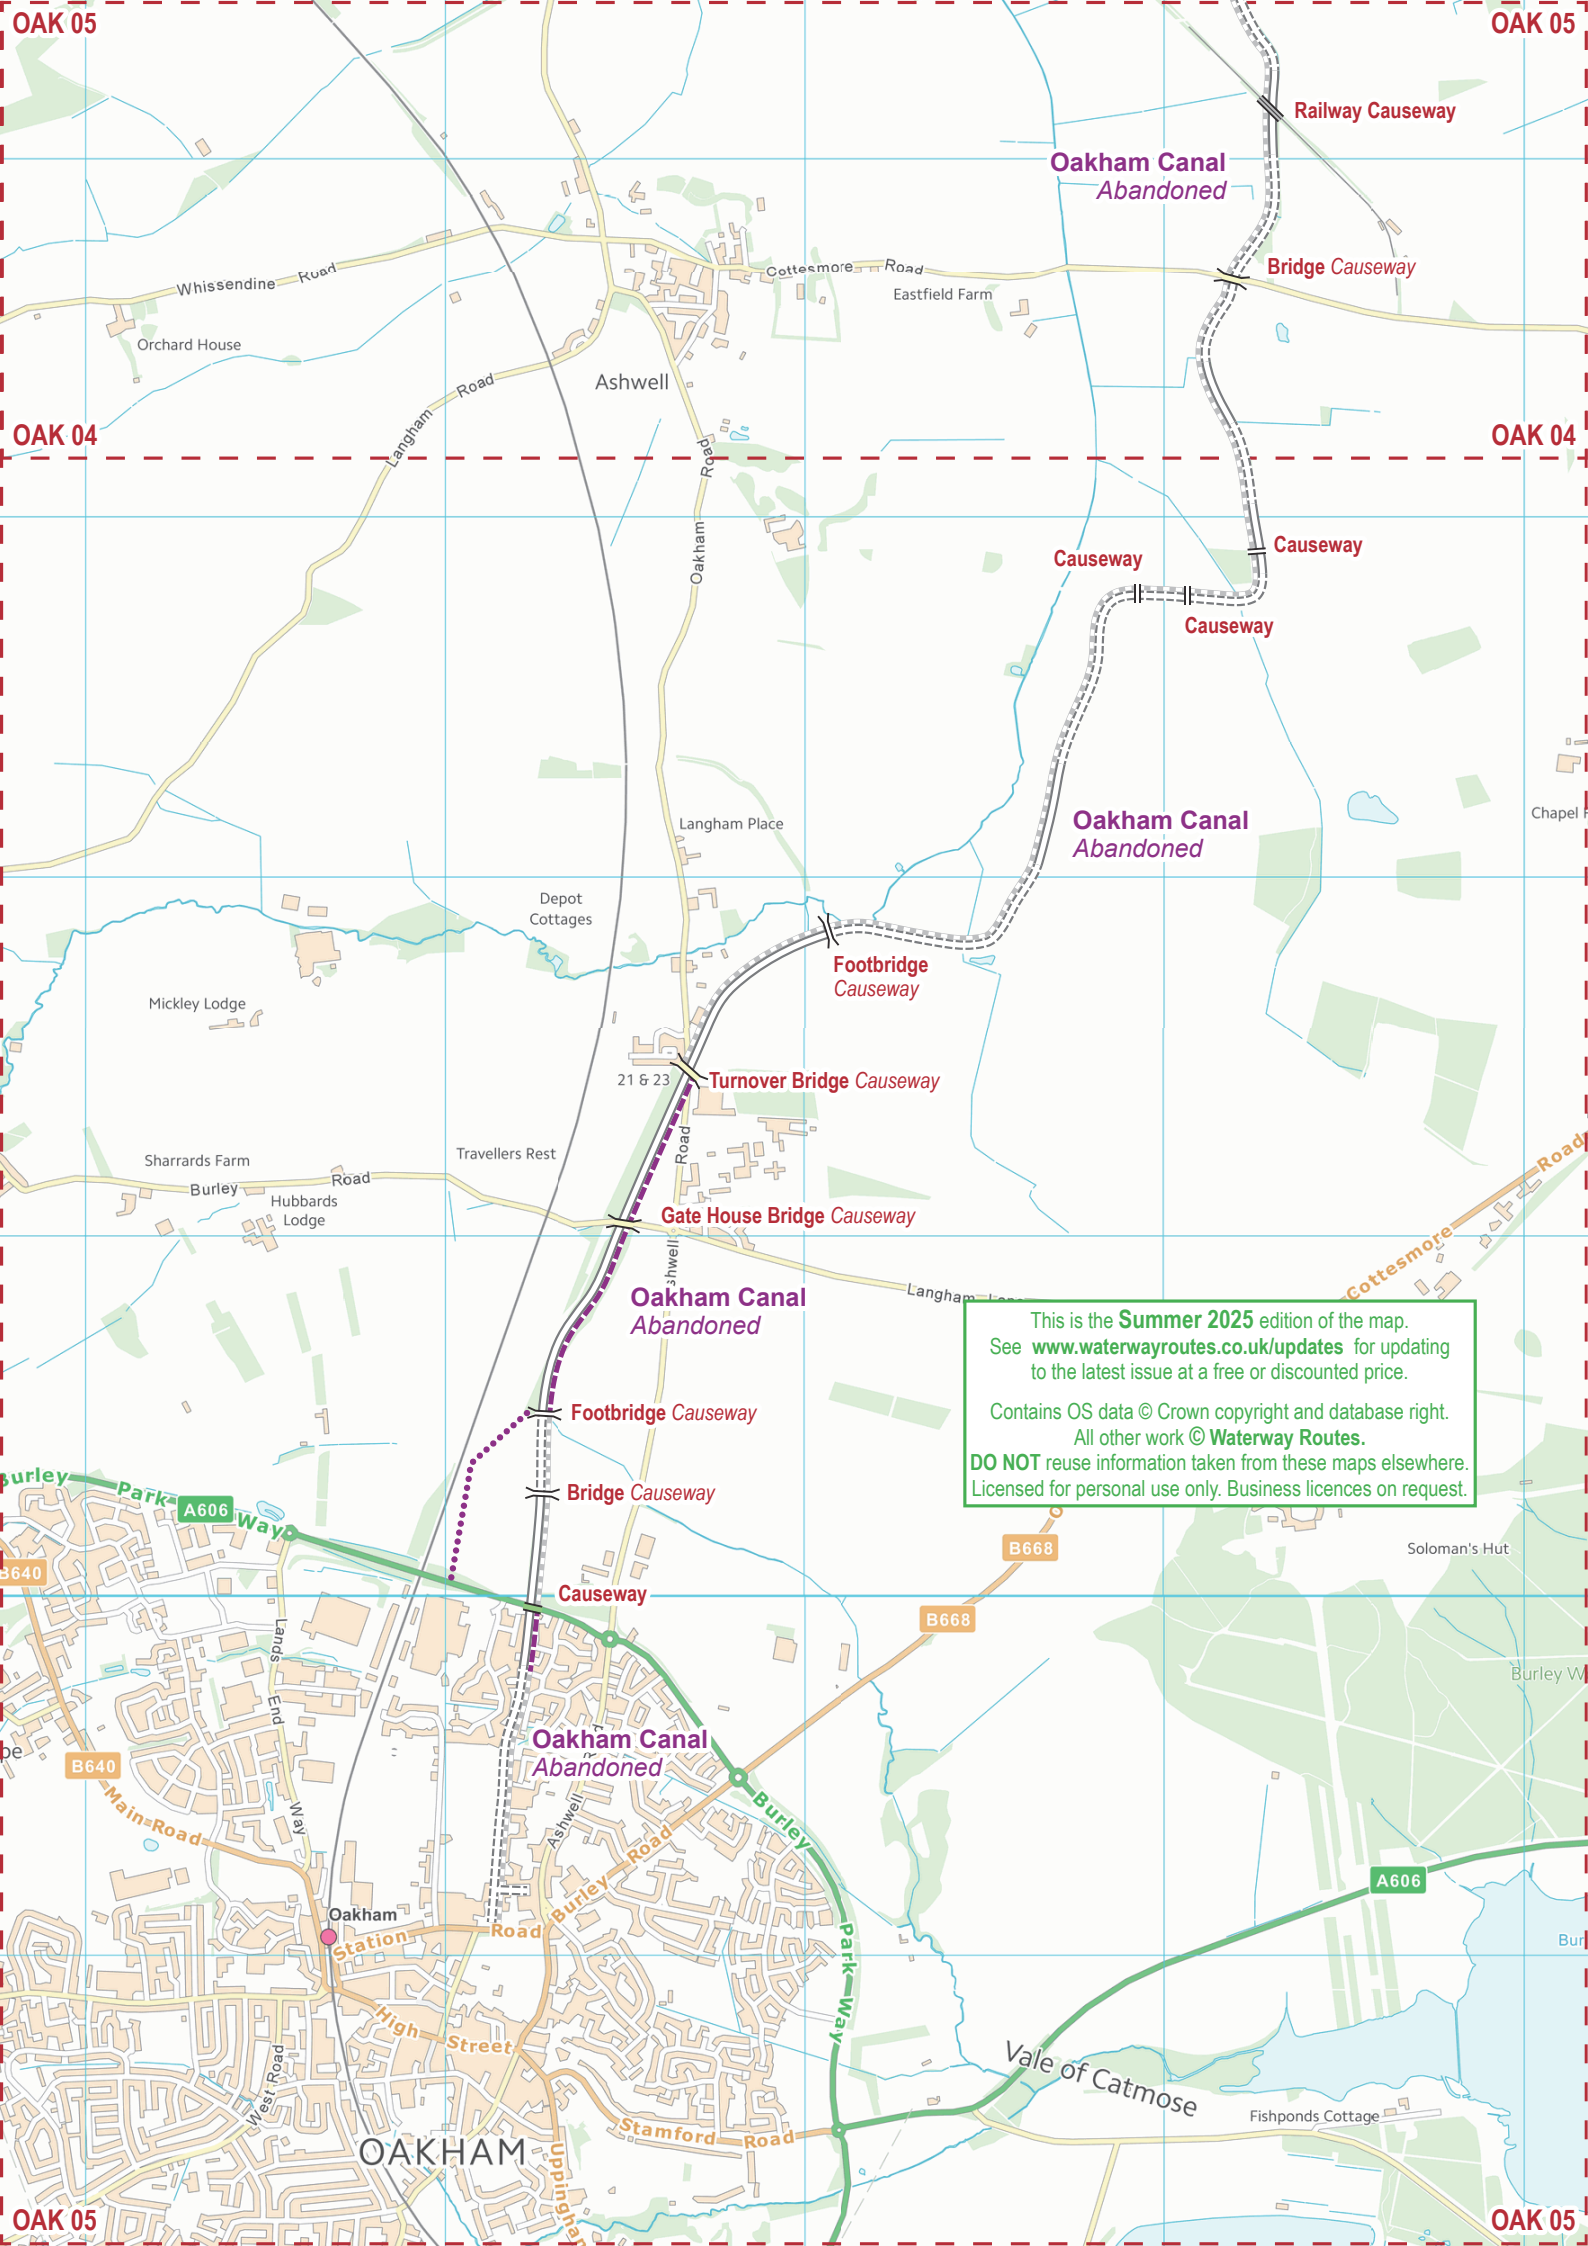 OAK 05
OAK 05
Railway Causeway
Oakham Canal
Abandoned
Whissendine Road
Cottesmore Road
Bridge Causeway
Eastfield Farm
Orchard House
Ashwell
Langham Road
OAK 04
OAK 04
Oakham Road
Causeway
Causeway
Causeway
Oakham Canal
Abandoned
Chapel
Langham Place
Depot
Cottages
Footbridge
Causeway
Mickley Lodge
21 & 23
Turnover Bridge Causeway
Road
Sharrards Farm
Travellers Rest
Burley Road
Hubbards
Lodge
Gate House Bridge Causeway
Cottesmore Road
Langham
Oakham Canal
Abandoned
This is the Summer 2025 edition of the map.
See www.waterwayroutes.co.uk/updates for updating
to the latest issue at a free or discounted price.
Contains OS data © Crown copyright and database right.
All other work © Waterway Routes.
DO NOT reuse information taken from these maps elsewhere.
Licensed for personal use only. Business licences on request.
Footbridge Causeway
Burley Park Way
A606
Bridge Causeway
B668
Soloman's Hut
B640
Causeway
B668
Lands End Way
Burley W
Oakham Canal
Abandoned
B640
Main Road
Ashwell
Burley Road
Burley Park Way
A606
Oakham
Station Road
Bur
High Street
West Road
Vale of Catmose
Fishponds Cottage
Stamford Road
OAKHAM
Uppingham
OAK 05
OAK 05